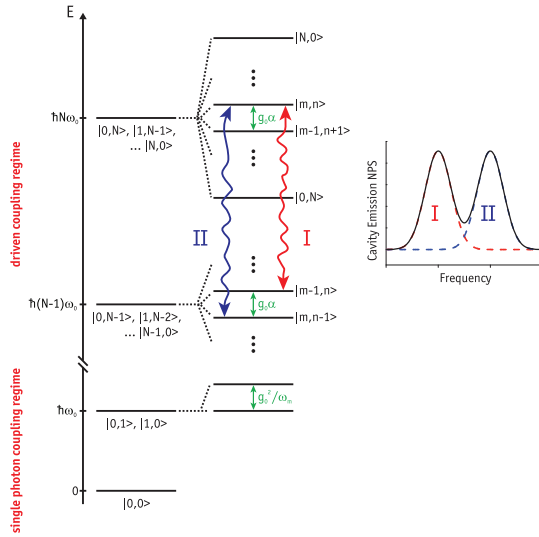 E
|N,0>
|m,n>
ħNω₀
g₀α
|0,N>, |1,N-1>,
... |N,0>
|m-1,n+1>
driven coupling regime
|0,N>
II
I
|m-1,n>
ħ(N-1)ω₀
g₀α
|0,N-1>, |1,N-2>,
... |N-1,0>
|m,n-1>
single photon coupling regime
g₀²/ωₘ
ħω₀
|0,1>, |1,0>
0
|0,0>
Cavity Emission NPS
I
II
Frequency